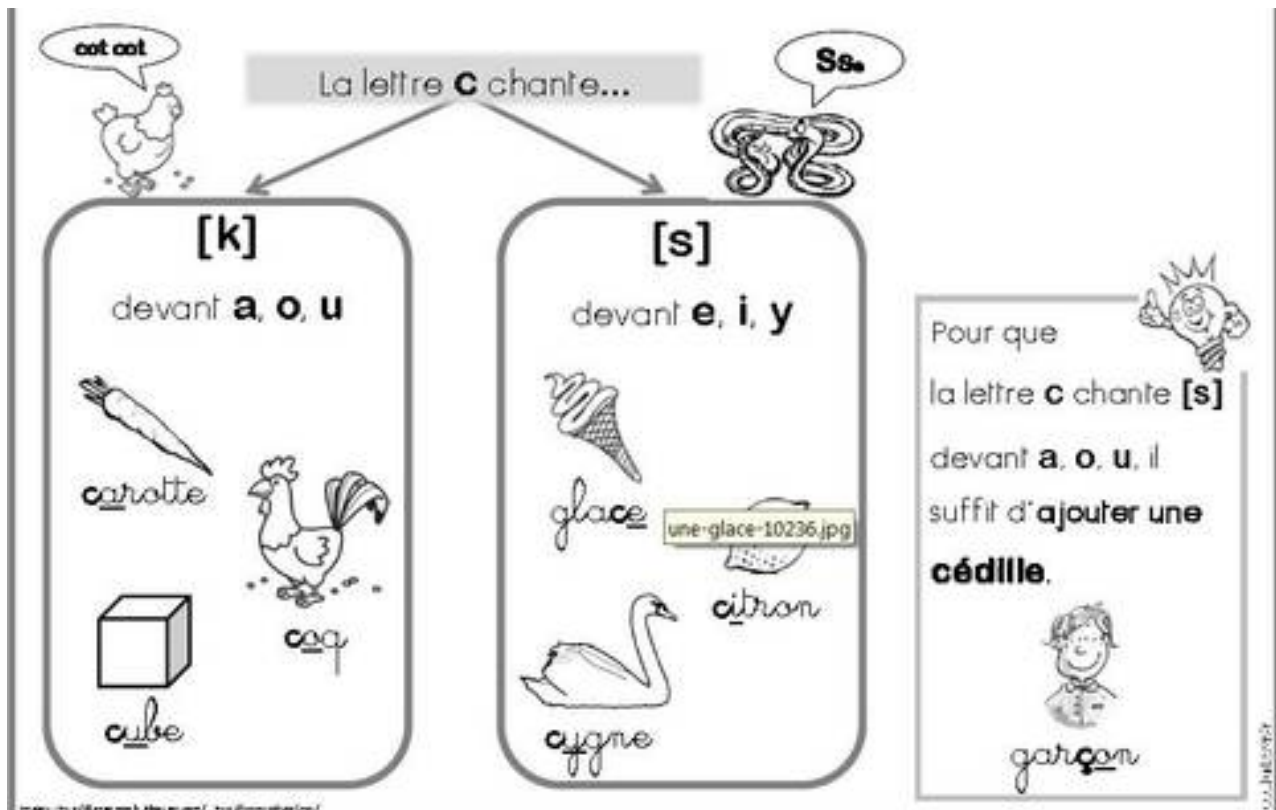 cot cot
La lettre c chante...
Ss.
[k]
devant a, o, u
carotte
coq
cube
[s]
devant e, i, y
glace
une-glace-10236.jpg
citron
cygne
Pour que
la lettre c chante [s]
devant a, o, u, il
suffit d'ajouter une
cédille.
garçon